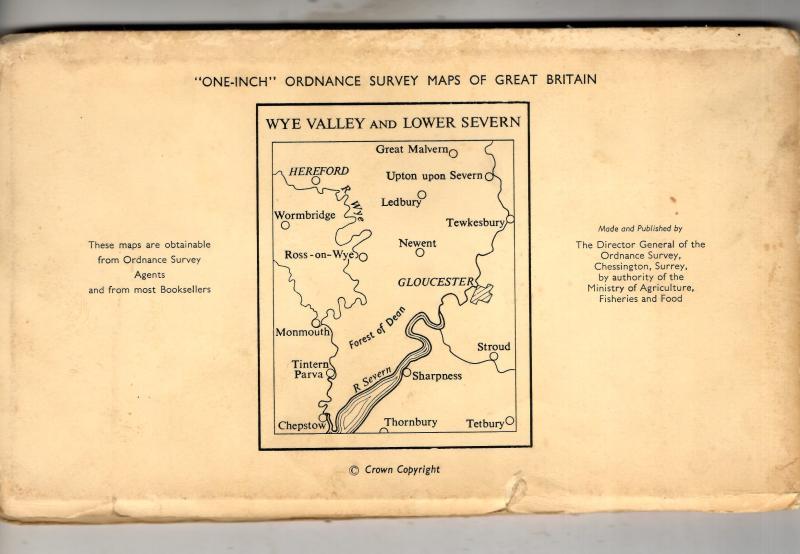 "ONE-INCH" ORDNANCE SURVEY MAPS OF GREAT BRITAIN
WYE VALLEY AND LOWER SEVERN
Great Malvern
HEREFORD
Upton upon Severn
R. Wye
Ledbury
Wormbridge
Tewkesbury
Newent
Ross-on-Wye
GLOUCESTER
Forest of Dean
Monmouth
Stroud
Tintern
Parva
R Severn
Sharpness
Chepstow
Thornbury
Tetbury
© Crown Copyright
These maps are obtainable
from Ordnance Survey
Agents
and from most Booksellers
Made and Published by
The Director General of the
Ordnance Survey,
Chessington, Surrey,
by authority of the
Ministry of Agriculture,
Fisheries and Food